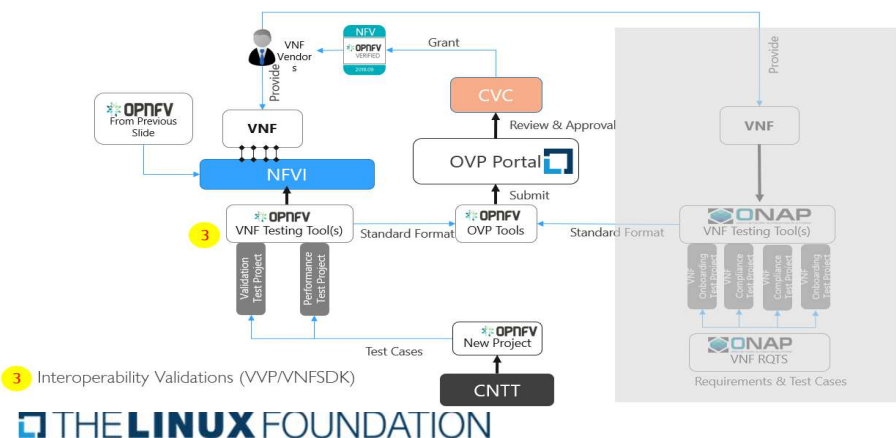 NFV
OPNFV
VERIFIED
2018.09
Grant
VNF
Vendor
s
Provide
Provide
OPNFV
From Previous
Slide
VNF
NFVI
CVC
Review & Approval
OVP Portal
Submit
VNF
3
OPNFV
VNF Testing Tool(s)
Standard Format
OPNFV
OVP Tools
Standard Format
ONAP
VNF Testing Tool(s)
Validation
Test Project
Performance
Test Project
VNF
Onboarding
Test Project
VNF
Compliance
Test Project
VNF
Compliance
Test Project
VNF
Onboarding
Test Project
Test Cases
OPNFV
New Project
ONAP
VNF RQTS
Requirements & Test Cases
CNTT
3 Interoperability Validations (VVP/VNFSDK)
THE LINUX FOUNDATION